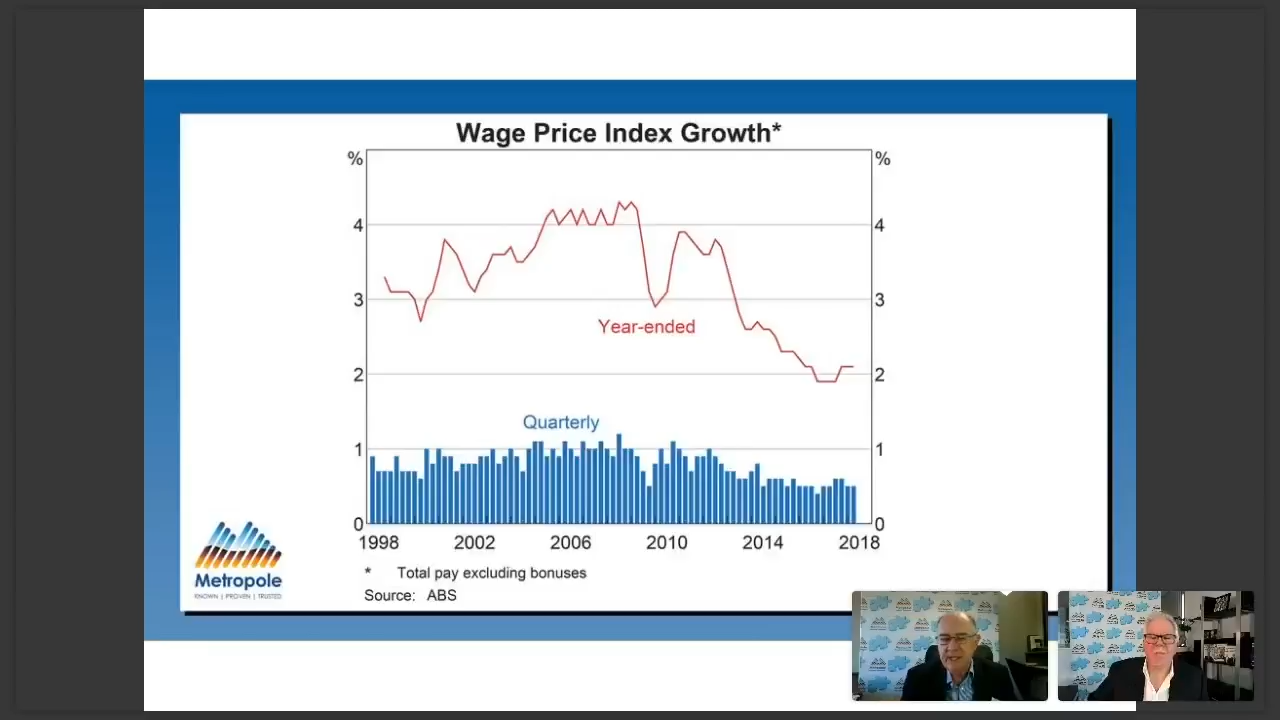 Wage Price Index Growth*
% %
4 4
3 3
Year-ended
2 2
Quarterly
1 1
0 0
1998 2002 2006 2010 2014 2018
* Total pay excluding bonuses
Source: ABS
Metropole
KNOWN | PROVEN | TRUSTED